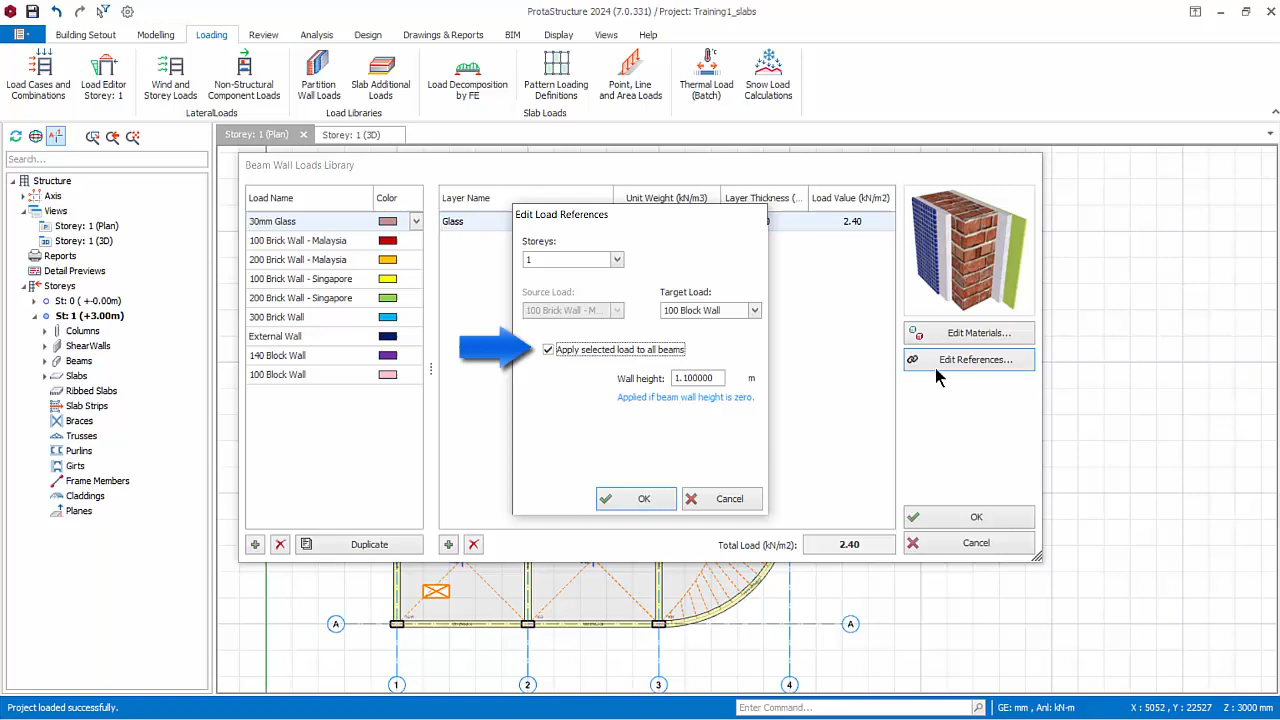 ProtaStructure 2024 (7.0.331) / Project: Training1_slabs
Building Setout Modelling Loading Review Analysis Design Drawings & Reports BIM Display Views Help
Load Cases and Combinations
Load Editor Storey: 1
Wind and Storey Loads
Non-Structural Component Loads
Partition Wall Loads
Slab Additional Loads
Load Decomposition by FE
Pattern Loading Definitions
Point, Line and Area Loads
Thermal Load (Batch)
Snow Load Calculations
LateralLoads
Load Libraries
Slab Loads
Search...
Structure
Axis
Views
Storey: 1 (Plan)
Storey: 1 (3D)
Reports
Detail Previews
Storeys
St: 0 (+-0.00m)
St: 1 (+3.00m)
Columns
ShearWalls
Beams
Slabs
Ribbed Slabs
Slab Strips
Braces
Trusses
Purlins
Girts
Frame Members
Claddings
Planes
Storey: 1 (Plan)
Storey: 1 (3D)
Beam Wall Loads Library
Load Name Color
30mm Glass
100 Brick Wall - Malaysia
200 Brick Wall - Malaysia
100 Brick Wall - Singapore
200 Brick Wall - Singapore
300 Brick Wall
External Wall
140 Block Wall
100 Block Wall
Duplicate
Layer Name Unit Weight (kN/m3) Layer Thickness (... Load Value (kN/m2)
Glass 2.40
Edit Load References
Storeys:
1
Source Load: Target Load:
100 Brick Wall - M... 100 Block Wall
Apply selected load to all beams
Wall height: 1.100000 m
Applied if beam wall height is zero.
OK Cancel
Total Load (kN/m2): 2.40
Edit Materials...
Edit References...
OK
Cancel
A A
1 2 3 4
Project loaded successfully.
Enter Command...
GE: mm , Anl: kN-m
X : 5052 , Y : 22527
Z : 3000 mm